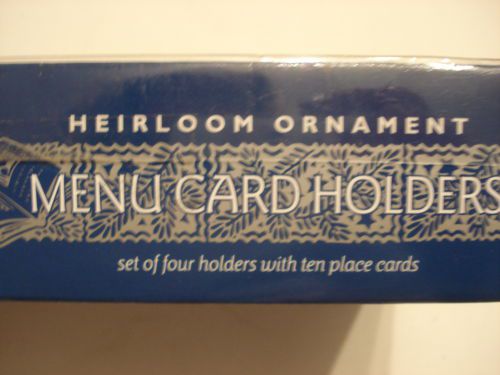 HEIRLOOM ORNAMENT
MENU CARD HOLDERS
set of four holders with ten place cards